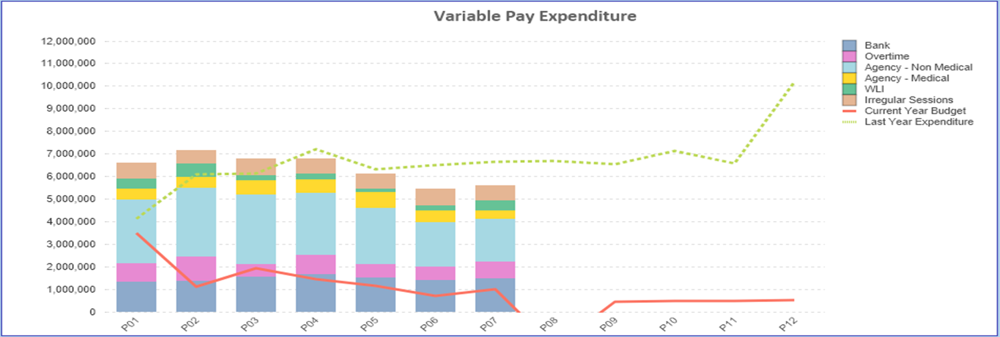 Variable Pay Expenditure
12,000,000
11,000,000
10,000,000
9,000,000
8,000,000
7,000,000
6,000,000
5,000,000
4,000,000
3,000,000
2,000,000
1,000,000
0
P01 P02 P03 P04 P05 P06 P07 P08 P09 P10 P11 P12
Bank
Overtime
Agency - Non Medical
Agency - Medical
WLI
Irregular Sessions
Current Year Budget
Last Year Expenditure